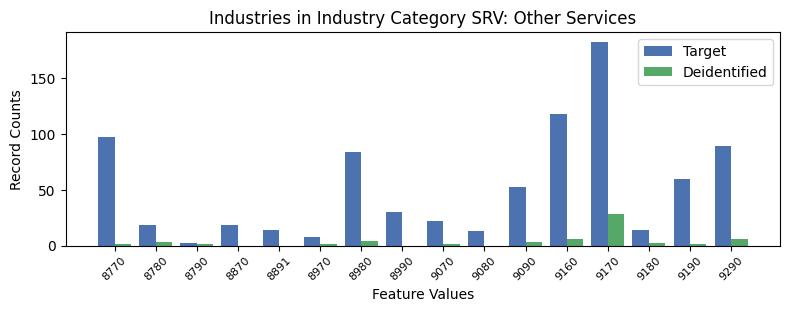 Industries in Industry Category SRV: Other Services
Record Counts
150
100
50
0
Target
Deidentified
8770 8780 8790 8870 8891 8970 8980 8990 9070 9080 9090 9160 9170 9180 9190 9290
Feature Values